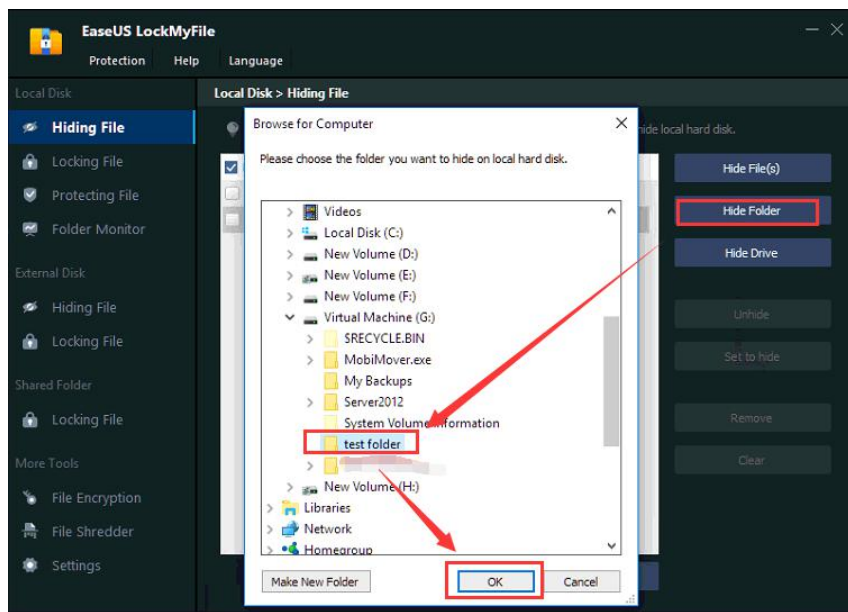 EaseUS LockMyFile
Protection Help Language
Local Disk
Hiding File
Locking File
Protecting File
Folder Monitor
External Disk
Hiding File
Locking File
Shared Folder
Locking File
More Tools
File Encryption
File Shredder
Settings
Local Disk > Hiding File
hide local hard disk.
Browse for Computer
Please choose the folder you want to hide on local hard disk.
Videos
Local Disk (C:)
New Volume (D:)
New Volume (E:)
New Volume (F:)
Virtual Machine (G:)
SRECYCLE.BIN
MobiMover.exe
My Backups
Server2012
System Volume Information
test folder
New Volume (H:)
Libraries
Network
Homegroup
Make New Folder OK Cancel
Hide File(s)
Hide Folder
Hide Drive
Unhide
Set to hide
Remove
Clear